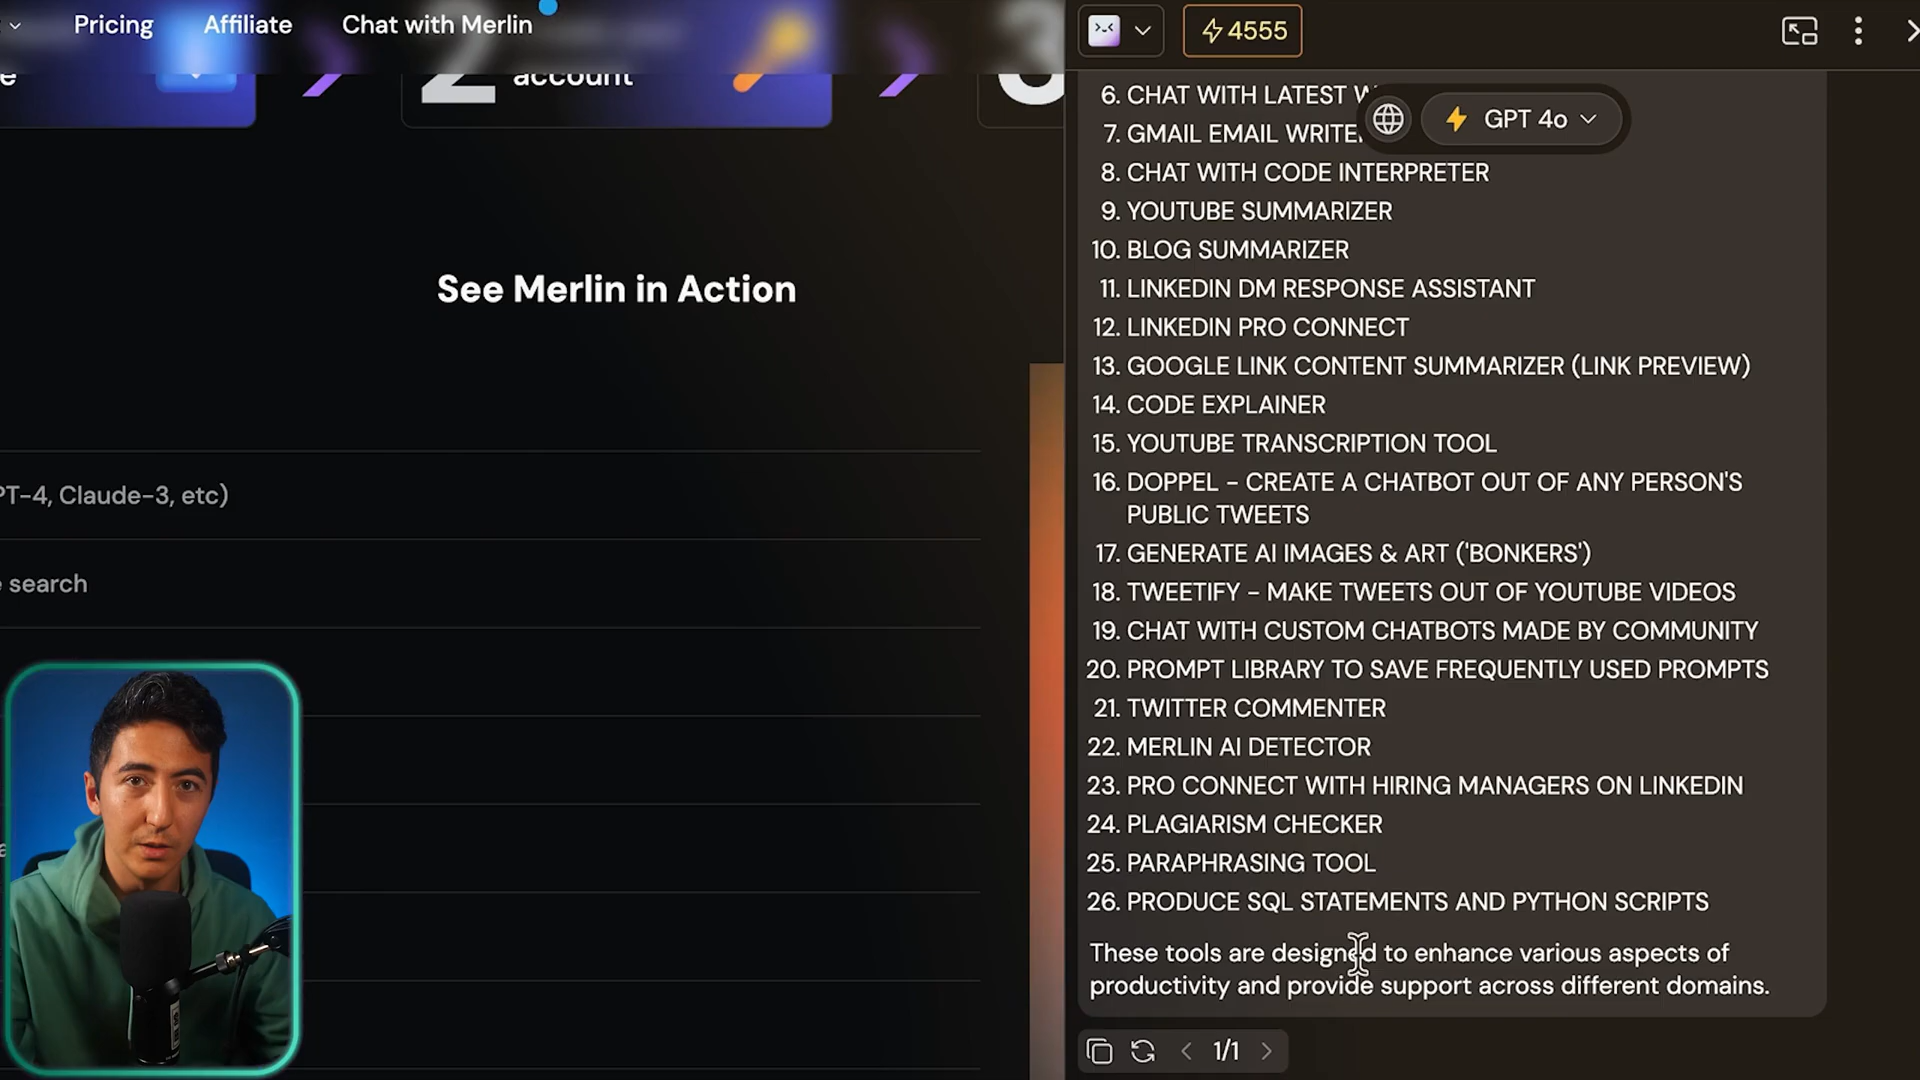 Pricing
Affiliate
Chat with Merlin
e
2
account
3
See Merlin in Action
PT-4, Claude-3, etc)
e search
4555
GPT 4o
6. CHAT WITH LATEST W
7. GMAIL EMAIL WRITE
8. CHAT WITH CODE INTERPRETER
9. YOUTUBE SUMMARIZER
10. BLOG SUMMARIZER
11. LINKEDIN DM RESPONSE ASSISTANT
12. LINKEDIN PRO CONNECT
13. GOOGLE LINK CONTENT SUMMARIZER (LINK PREVIEW)
14. CODE EXPLAINER
15. YOUTUBE TRANSCRIPTION TOOL
16. DOPPEL - CREATE A CHATBOT OUT OF ANY PERSON'S
PUBLIC TWEETS
17. GENERATE AI IMAGES & ART ('BONKERS')
18. TWEETIFY - MAKE TWEETS OUT OF YOUTUBE VIDEOS
19. CHAT WITH CUSTOM CHATBOTS MADE BY COMMUNITY
20. PROMPT LIBRARY TO SAVE FREQUENTLY USED PROMPTS
21. TWITTER COMMENTER
22. MERLIN AI DETECTOR
23. PRO CONNECT WITH HIRING MANAGERS ON LINKEDIN
24. PLAGIARISM CHECKER
25. PARAPHRASING TOOL
26. PRODUCE SQL STATEMENTS AND PYTHON SCRIPTS
These tools are designed to enhance various aspects of
productivity and provide support across different domains.
1/1